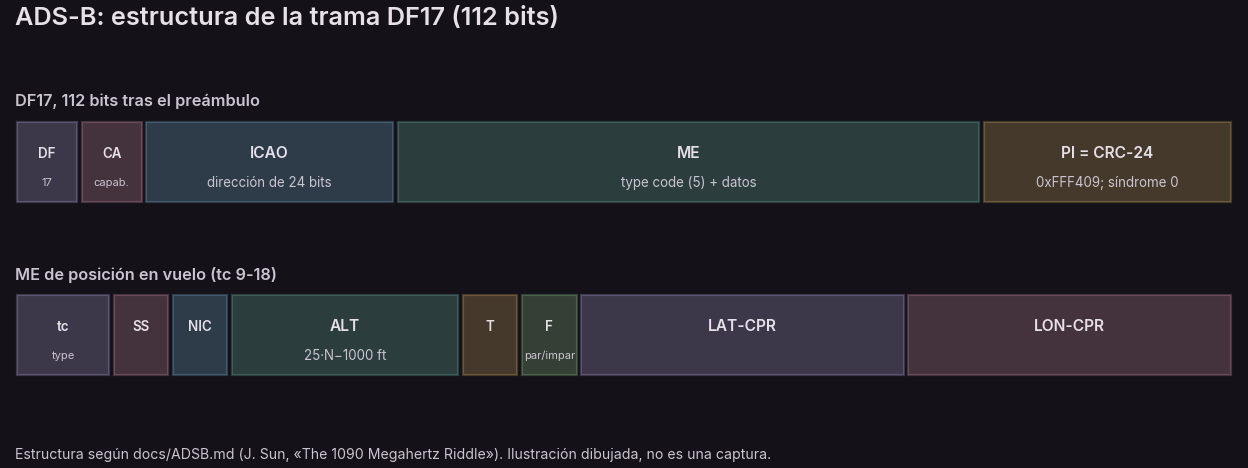 ADS-B: estructura de la trama DF17 (112 bits)
DF17, 112 bits tras el preámbulo
DF CA ICAO ME PI = CRC-24
17 capab. dirección de 24 bits type code (5) + datos 0xFFF409; síndrome 0
ME de posición en vuelo (tc 9-18)
tc SS NIC ALT T F LAT-CPR LON-CPR
type 25·N−1000 ft par/impar
Estructura según docs/ADSB.md (J. Sun, «The 1090 Megahertz Riddle»). Ilustración dibujada, no es una captura.